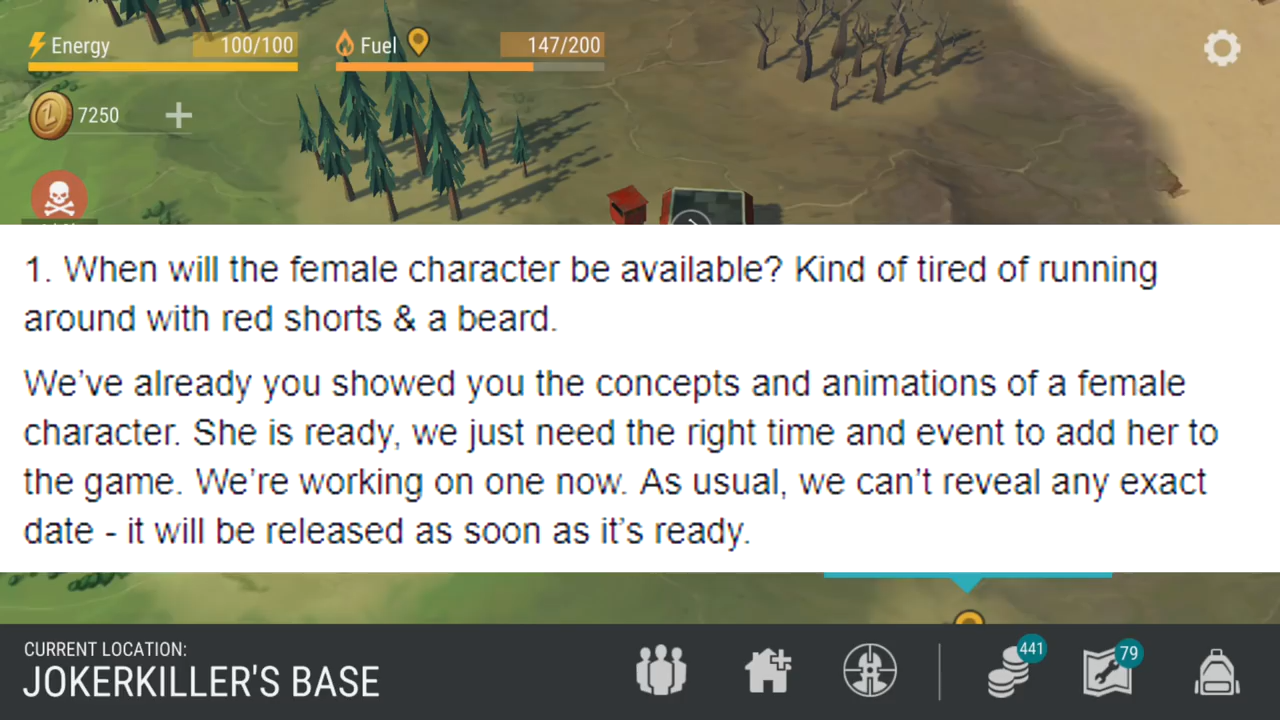 Energy 100/100 Fuel 147/200
7250
1. When will the female character be available? Kind of tired of running
around with red shorts & a beard.
We've already you showed you the concepts and animations of a female
character. She is ready, we just need the right time and event to add her to
the game. We're working on one now. As usual, we can't reveal any exact
date - it will be released as soon as it's ready.
CURRENT LOCATION:
JOKERKILLER'S BASE
441
79